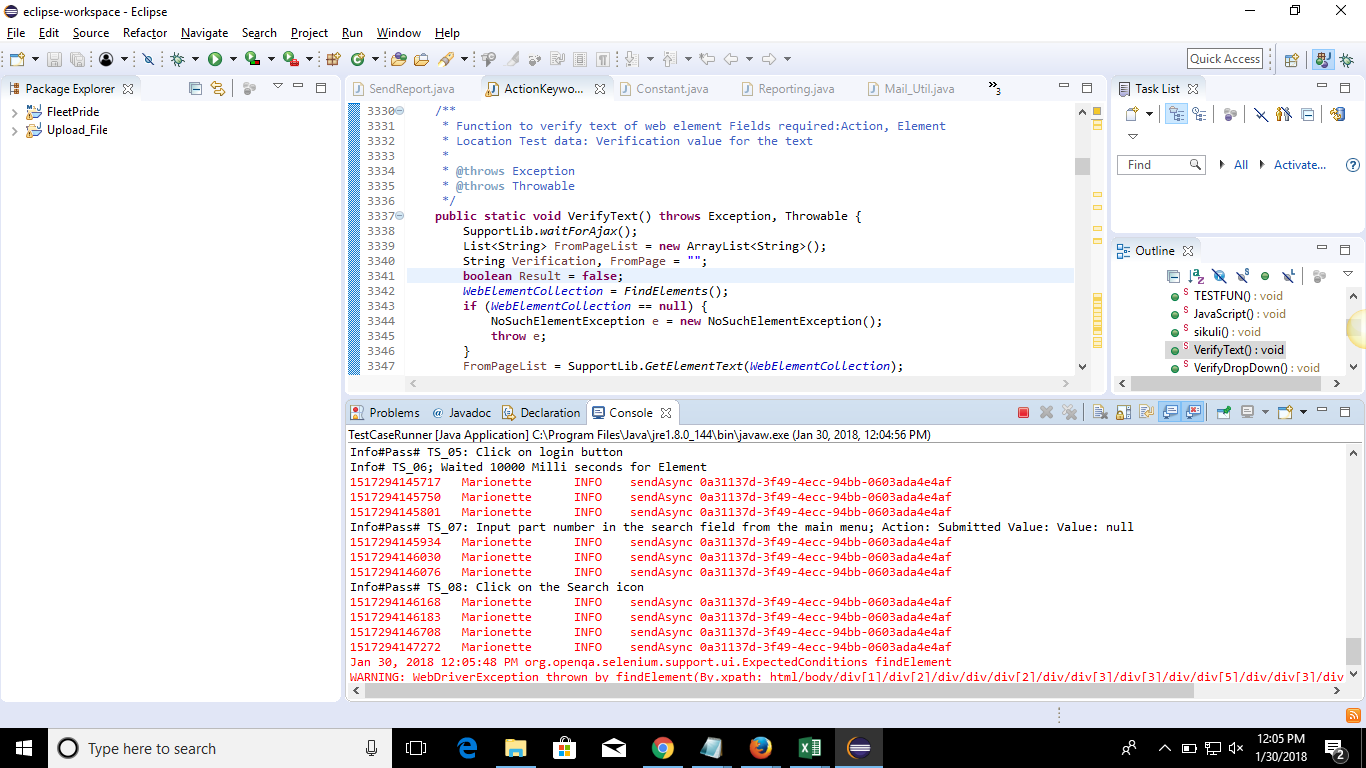 eclipse-workspace - Eclipse
File Edit Source Refactor Navigate Search Project Run Window Help
Quick Access
Package Explorer
FleetPride
Upload_File
SendReport.java ActionKeywo... Constant.java Reporting.java Mail_Util.java »3
3330 /**
3331 * Function to verify text of web element Fields required:Action, Element
3332 * Location Test data: Verification value for the text
3333 *
3334 * @throws Exception
3335 * @throws Throwable
3336 */
3337 public static void VerifyText() throws Exception, Throwable {
3338 SupportLib.waitForAjax();
3339 List<String> FromPageList = new ArrayList<String>();
3340 String Verification, FromPage = "";
3341 boolean Result = false;
3342 WebElementCollection = FindElements();
3343 if (WebElementCollection == null) {
3344 NoSuchElementException e = new NoSuchElementException();
3345 throw e;
3346 }
3347 FromPageList = SupportLib.GetElementText(WebElementCollection);
Task List
Find All Activate...
Outline
TESTFUN() : void
JavaScript() : void
sikuli() : void
VerifyText() : void
VerifyDropDown() : void
Problems @ Javadoc Declaration Console
TestCaseRunner [Java Application] C:\Program Files\Java\jre1.8.0_144\bin\javaw.exe (Jan 30, 2018, 12:04:56 PM)
Info#Pass# TS_05: Click on login button
Info# TS_06; Waited 10000 Milli seconds for Element
1517294145717 Marionette INFO sendAsync 0a31137d-3f49-4ecc-94bb-0603ada4e4af
1517294145750 Marionette INFO sendAsync 0a31137d-3f49-4ecc-94bb-0603ada4e4af
1517294145801 Marionette INFO sendAsync 0a31137d-3f49-4ecc-94bb-0603ada4e4af
Info#Pass# TS_07: Input part number in the search field from the main menu; Action: Submitted Value: Value: null
1517294145934 Marionette INFO sendAsync 0a31137d-3f49-4ecc-94bb-0603ada4e4af
1517294146030 Marionette INFO sendAsync 0a31137d-3f49-4ecc-94bb-0603ada4e4af
1517294146076 Marionette INFO sendAsync 0a31137d-3f49-4ecc-94bb-0603ada4e4af
Info#Pass# TS_08: Click on the Search icon
1517294146168 Marionette INFO sendAsync 0a31137d-3f49-4ecc-94bb-0603ada4e4af
1517294146183 Marionette INFO sendAsync 0a31137d-3f49-4ecc-94bb-0603ada4e4af
1517294146708 Marionette INFO sendAsync 0a31137d-3f49-4ecc-94bb-0603ada4e4af
1517294147272 Marionette INFO sendAsync 0a31137d-3f49-4ecc-94bb-0603ada4e4af
Jan 30, 2018 12:05:48 PM org.openqa.selenium.support.ui.ExpectedConditions findElement
WARNING: WebDriverException thrown by findElement(By.xpath: html/body/div[1]/div[2]/div/div/div[2]/div/div[3]/div[3]/div/div[5]/div/div[3]/div
Type here to search
12:05 PM
1/30/2018
2